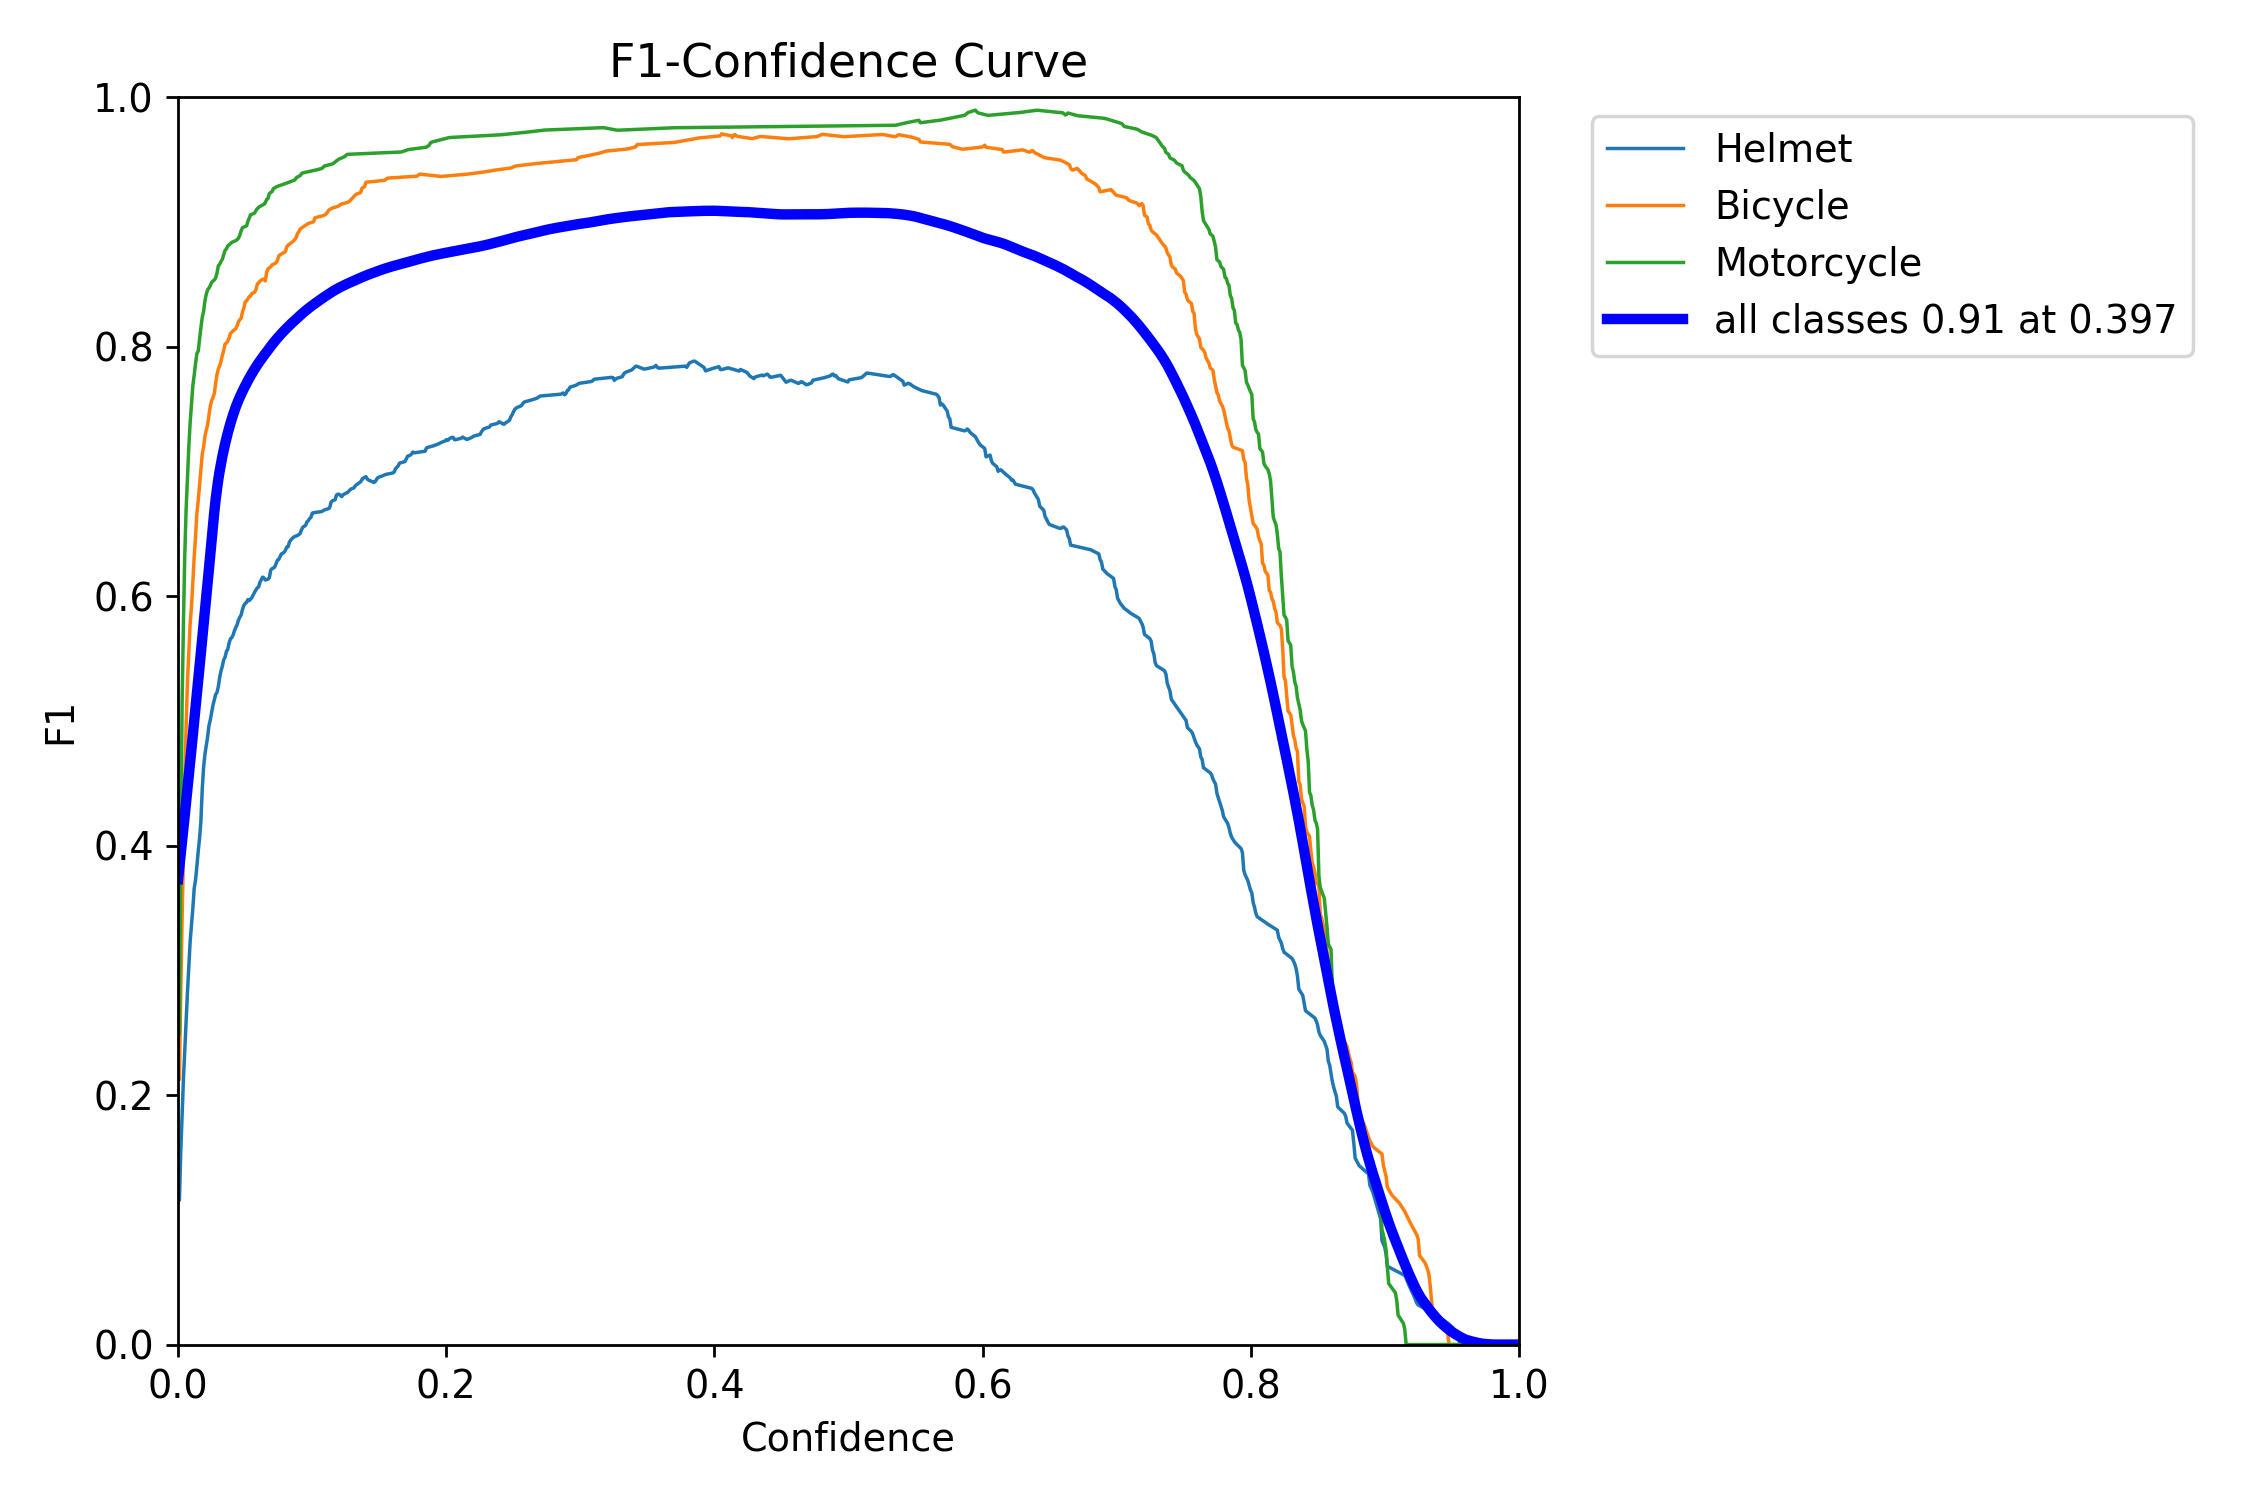 F1-Confidence Curve
1.0
0.8
0.6
0.4
0.2
0.0
F1
0.0 0.2 0.4 0.6 0.8 1.0
Confidence
Helmet
Bicycle
Motorcycle
all classes 0.91 at 0.397